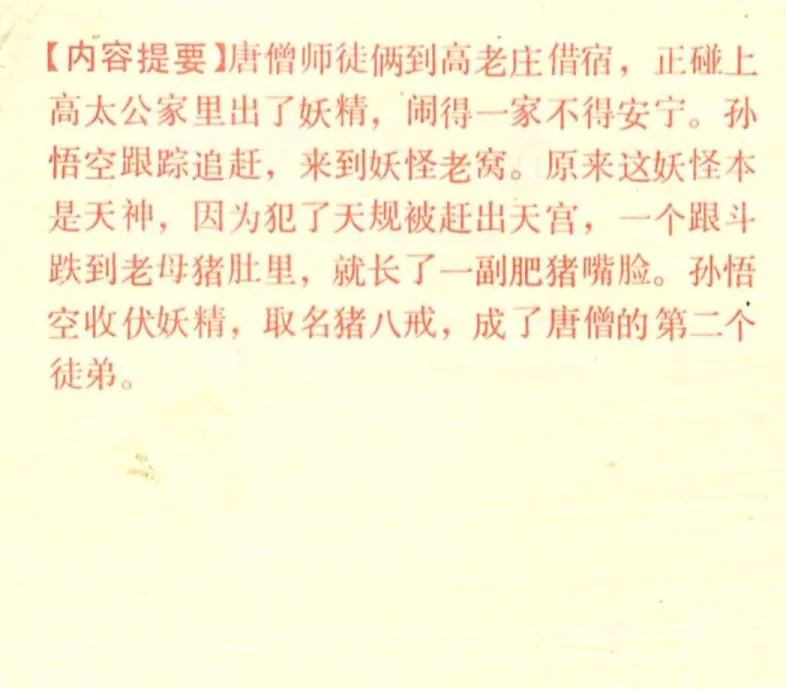 【内容提要】唐僧师徒俩到高老庄借宿，正碰上
高太公家里出了妖精，闹得一家不得安宁。孙
悟空跟踪追赶，来到妖怪老窝。原来这妖怪本
是天神，因为犯了天规被赶出天宫，一个跟斗
跌到老母猪肚里，就长了一副肥猪嘴脸。孙悟
空收伏妖精，取名猪八戒，成了唐僧的第二个
徒弟。